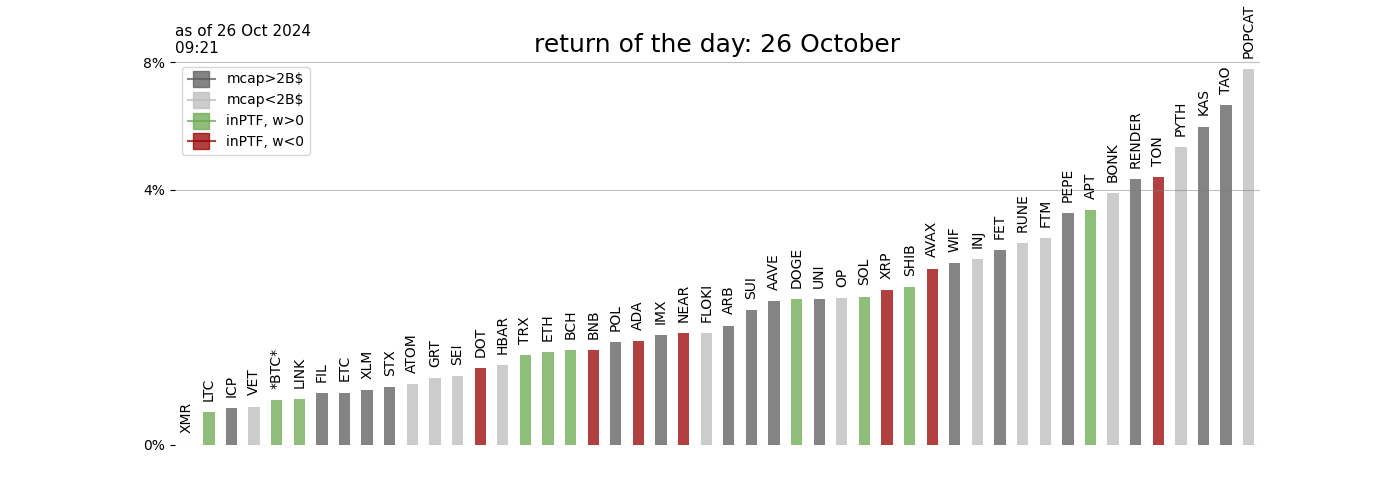 as of 26 Oct 2024
09:21
return of the day: 26 October
8%
4%
0%
mcap>2B$
mcap<2B$
inPTF, w>0
inPTF, w<0
XMR
LTC
ICP
VET
*BTC*
LINK
FIL
ETC
XLM
STX
ATOM
GRT
SEI
DOT
HBAR
TRX
ETH
BCH
BNB
POL
ADA
IMX
NEAR
FLOKI
ARB
SUI
AAVE
DOGE
UNI
OP
SOL
XRP
SHIB
AVAX
WIF
INJ
FET
RUNE
FTM
PEPE
APT
BONK
RENDER
TON
PYTH
KAS
TAO
POPCAT